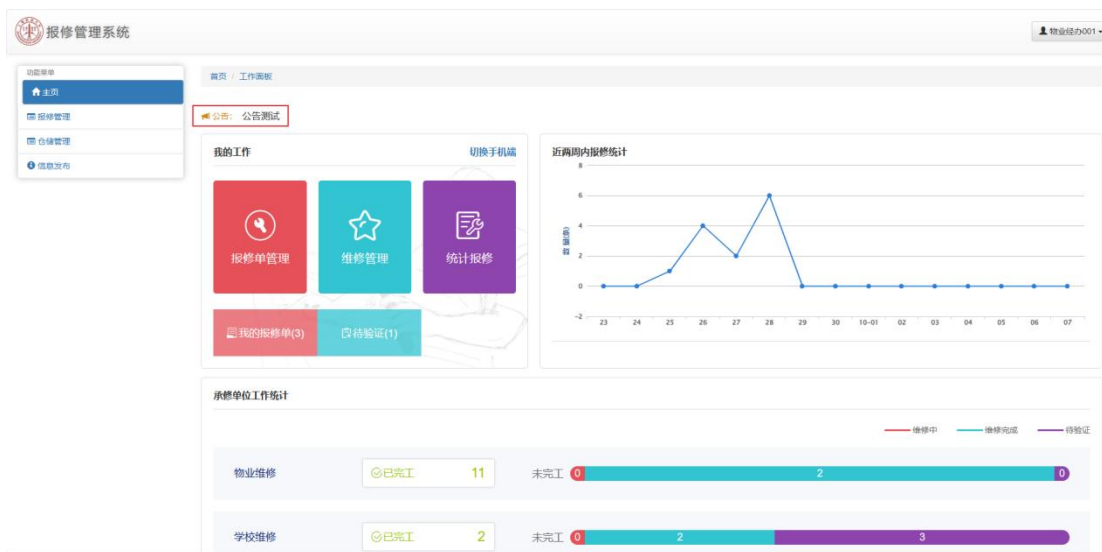 报修管理系统
物业经办001
功能菜单
主页
报修管理
仓储管理
信息发布
首页 / 工作面板
公告: 公告测试
我的工作
切换手机端
报修单管理
维修管理
统计报修
我的报修单(3)
待验证(1)
近两周内报修统计
8
6
4
2
0
-2
23 24 25 26 27 28 29 30 10-01 02 03 04 05 06 07
承修单位工作统计
维修中 维修完成 待验证
物业维修 已完工 11 未完工 0 2 0
学校维修 已完工 2 未完工 0 2 3